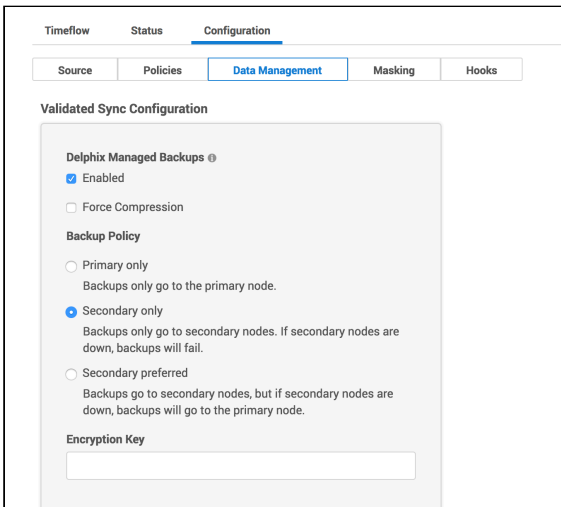 Timeflow Status Configuration
Source Policies Data Management Masking Hooks
Validated Sync Configuration
Delphix Managed Backups
Enabled
Force Compression
Backup Policy
Primary only
Backups only go to the primary node.
Secondary only
Backups only go to secondary nodes. If secondary nodes are
down, backups will fail.
Secondary preferred
Backups go to secondary nodes, but if secondary nodes are
down, backups will go to the primary node.
Encryption Key